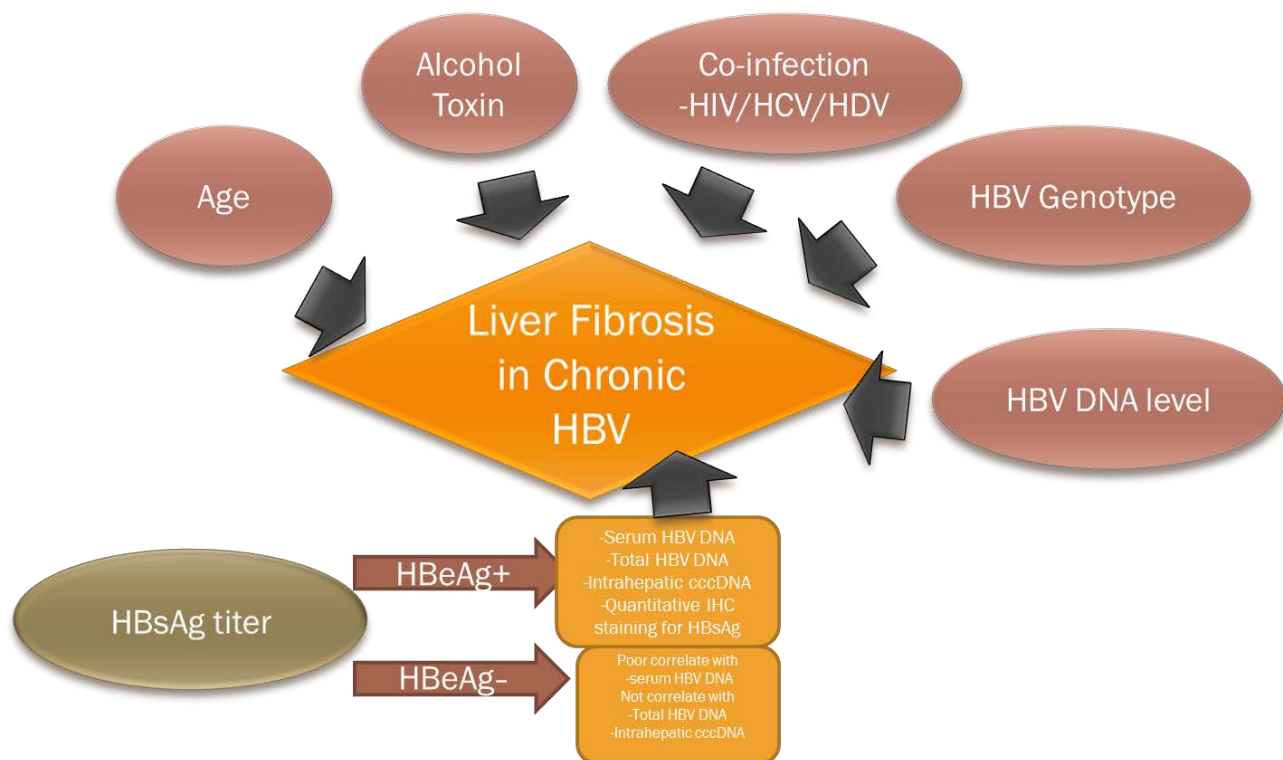 Alcohol
Toxin
Co-infection
-HIV/HCV/HDV
Age
HBV Genotype
Liver Fibrosis
in Chronic
HBV
HBV DNA level
HBsAg titer
HBeAg+
-Serum HBV DNA
-Total HBV DNA
-Intrahepatic cccDNA
-Quantitative IHC
staining for HBsAg
HBeAg-
Poor correlate with
-serum HBV DNA
Not correlate with
-Total HBV DNA
-Intrahepatic cccDNA